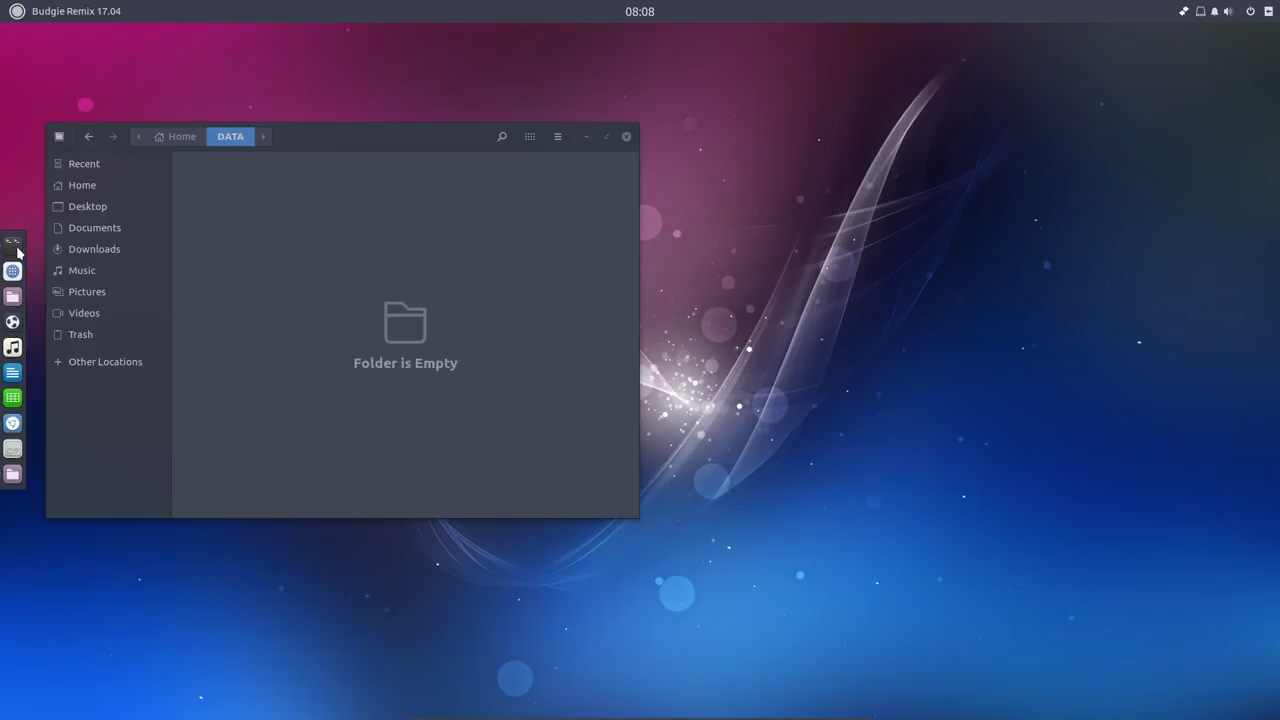 Budgie Remix 17.04
08:08
Home
DATA
Recent
Home
Desktop
Documents
Downloads
Music
Pictures
Videos
Trash
Other Locations
Folder is Empty